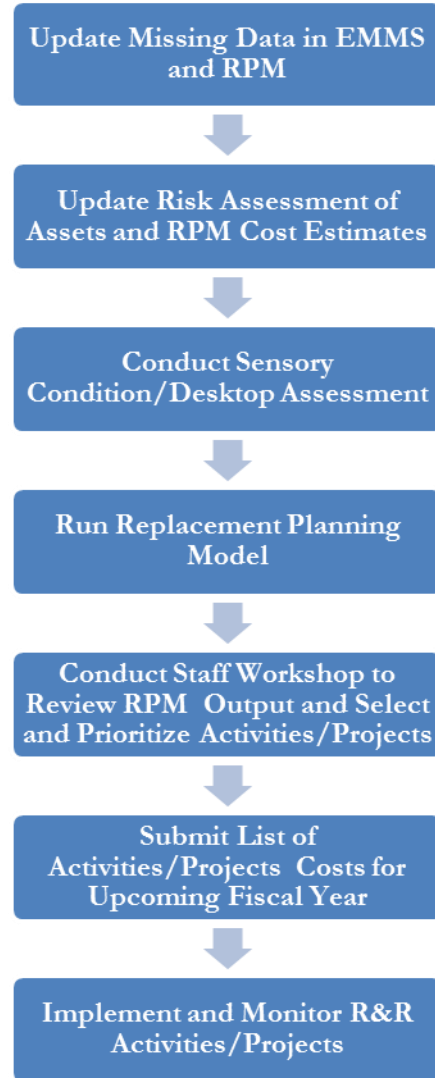 Update Missing Data in EMMS
and RPM
Update Risk Assessment of
Assets and RPM Cost Estimates
Conduct Sensory
Condition/Desktop Assessment
Run Replacement Planning
Model
Conduct Staff Workshop to
Review RPM Output and Select
and Prioritize Activities/Projects
Submit List of
Activities/Projects Costs for
Upcoming Fiscal Year
Implement and Monitor R&R
Activities/Projects